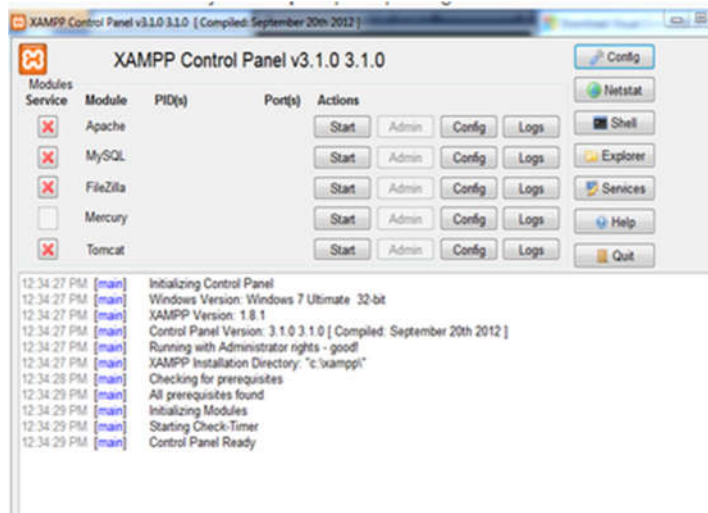 XAMPP Control Panel v3.1.0 3.1.0 [ Compiled: September 20th 2012 ]
XAMPP Control Panel v3.1.0 3.1.0
Config
Modules
Service Module PID(s) Port(s) Actions
Netstat
Apache Start Admin Config Logs
Shell
MySQL Start Admin Config Logs
Explorer
FileZilla Start Admin Config Logs
Services
Mercury Start Admin Config Logs
Help
Tomcat Start Admin Config Logs
Quit
12:34:27 PM [main] Initializing Control Panel
12:34:27 PM [main] Windows Version: Windows 7 Ultimate 32-bit
12:34:27 PM [main] XAMPP Version: 1.8.1
12:34:27 PM [main] Control Panel Version: 3.1.0 3.1.0 [ Compiled: September 20th 2012 ]
12:34:27 PM [main] Running with Administrator rights - good!
12:34:27 PM [main] XAMPP Installation Directory: "c:\xampp\"
12:34:28 PM [main] Checking for prerequisites
12:34:29 PM [main] All prerequisites found
12:34:29 PM [main] Initializing Modules
12:34:29 PM [main] Starting Check-Timer
12:34:29 PM [main] Control Panel Ready